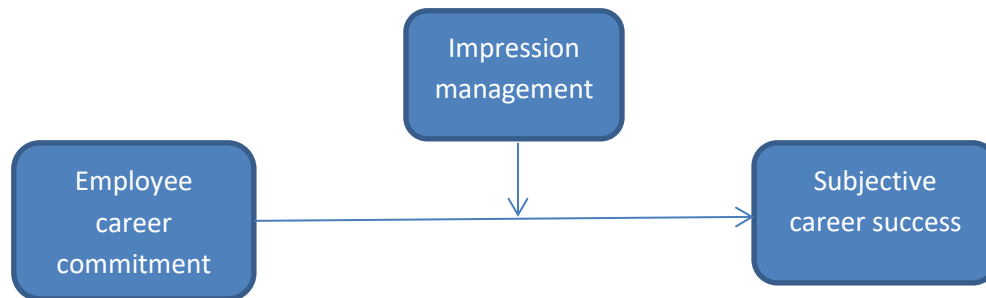 Impression
management
Employee
career
commitment
Subjective
career success